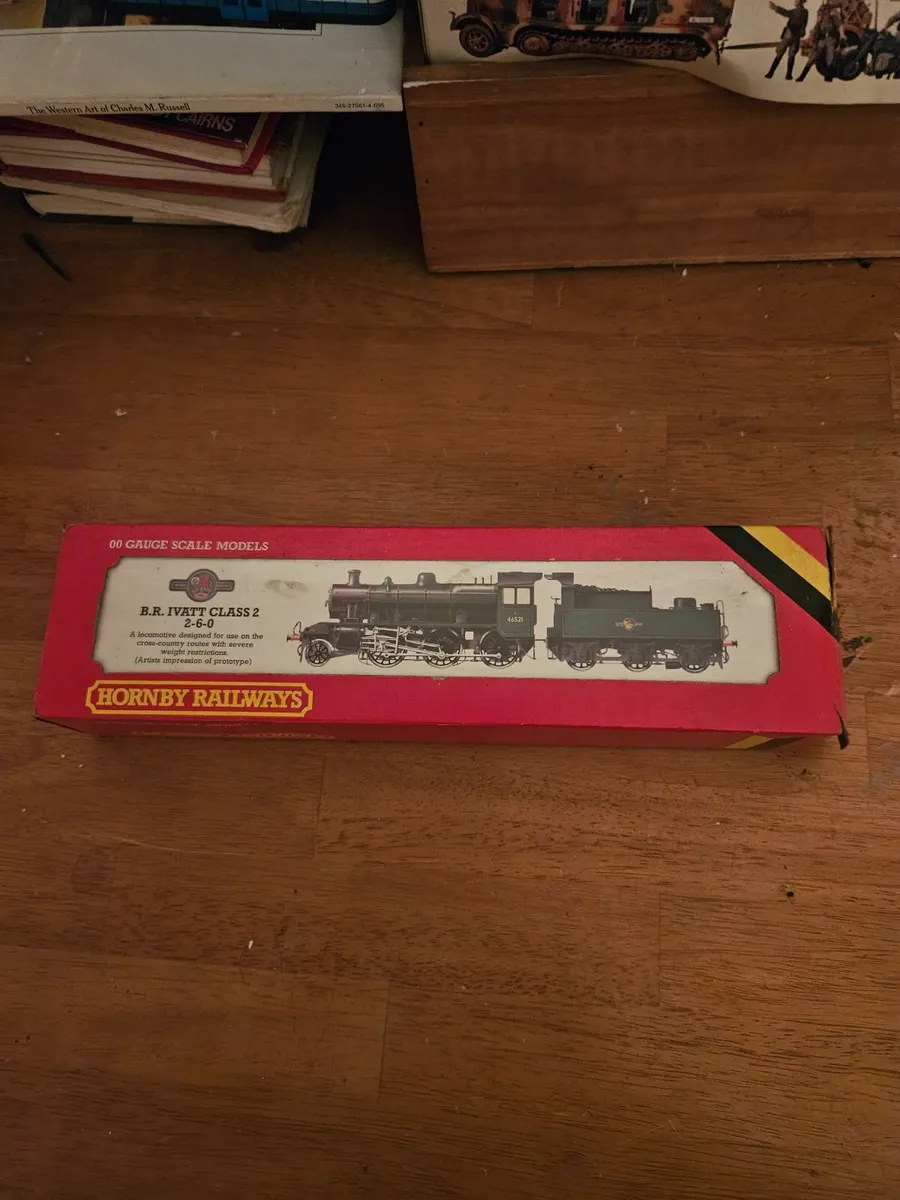 The Western Art of Charles M. Russell
345-27561-4-695
CAIRNS
00 GAUGE SCALE MODELS
B.R. IVATT CLASS 2
2-6-0
A locomotive designed for use on the
cross-country routes with severe
weight restrictions.
(Artists impression of prototype)
46521
HORNBY RAILWAYS